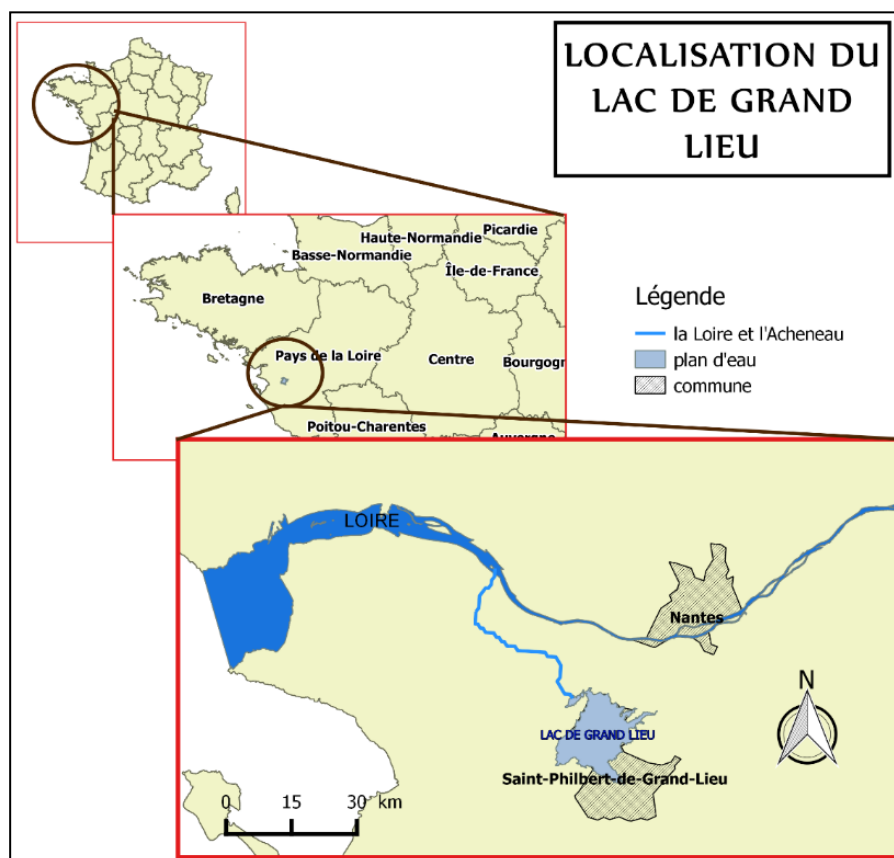 LOCALISATION DU
LAC DE GRAND
LIEU
Picardie
Haute-Normandie
Basse-Normandie
Île-de-France
Bretagne
Pays de la Loire
Centre
Bourgogn
Poitou-Charentes
Auvergne
Légende
la Loire et l'Acheneau
plan d'eau
commune
LOIRE
Nantes
N
LAC DE GRAND LIEU
Saint-Philbert-de-Grand-Lieu
0 15 30 km